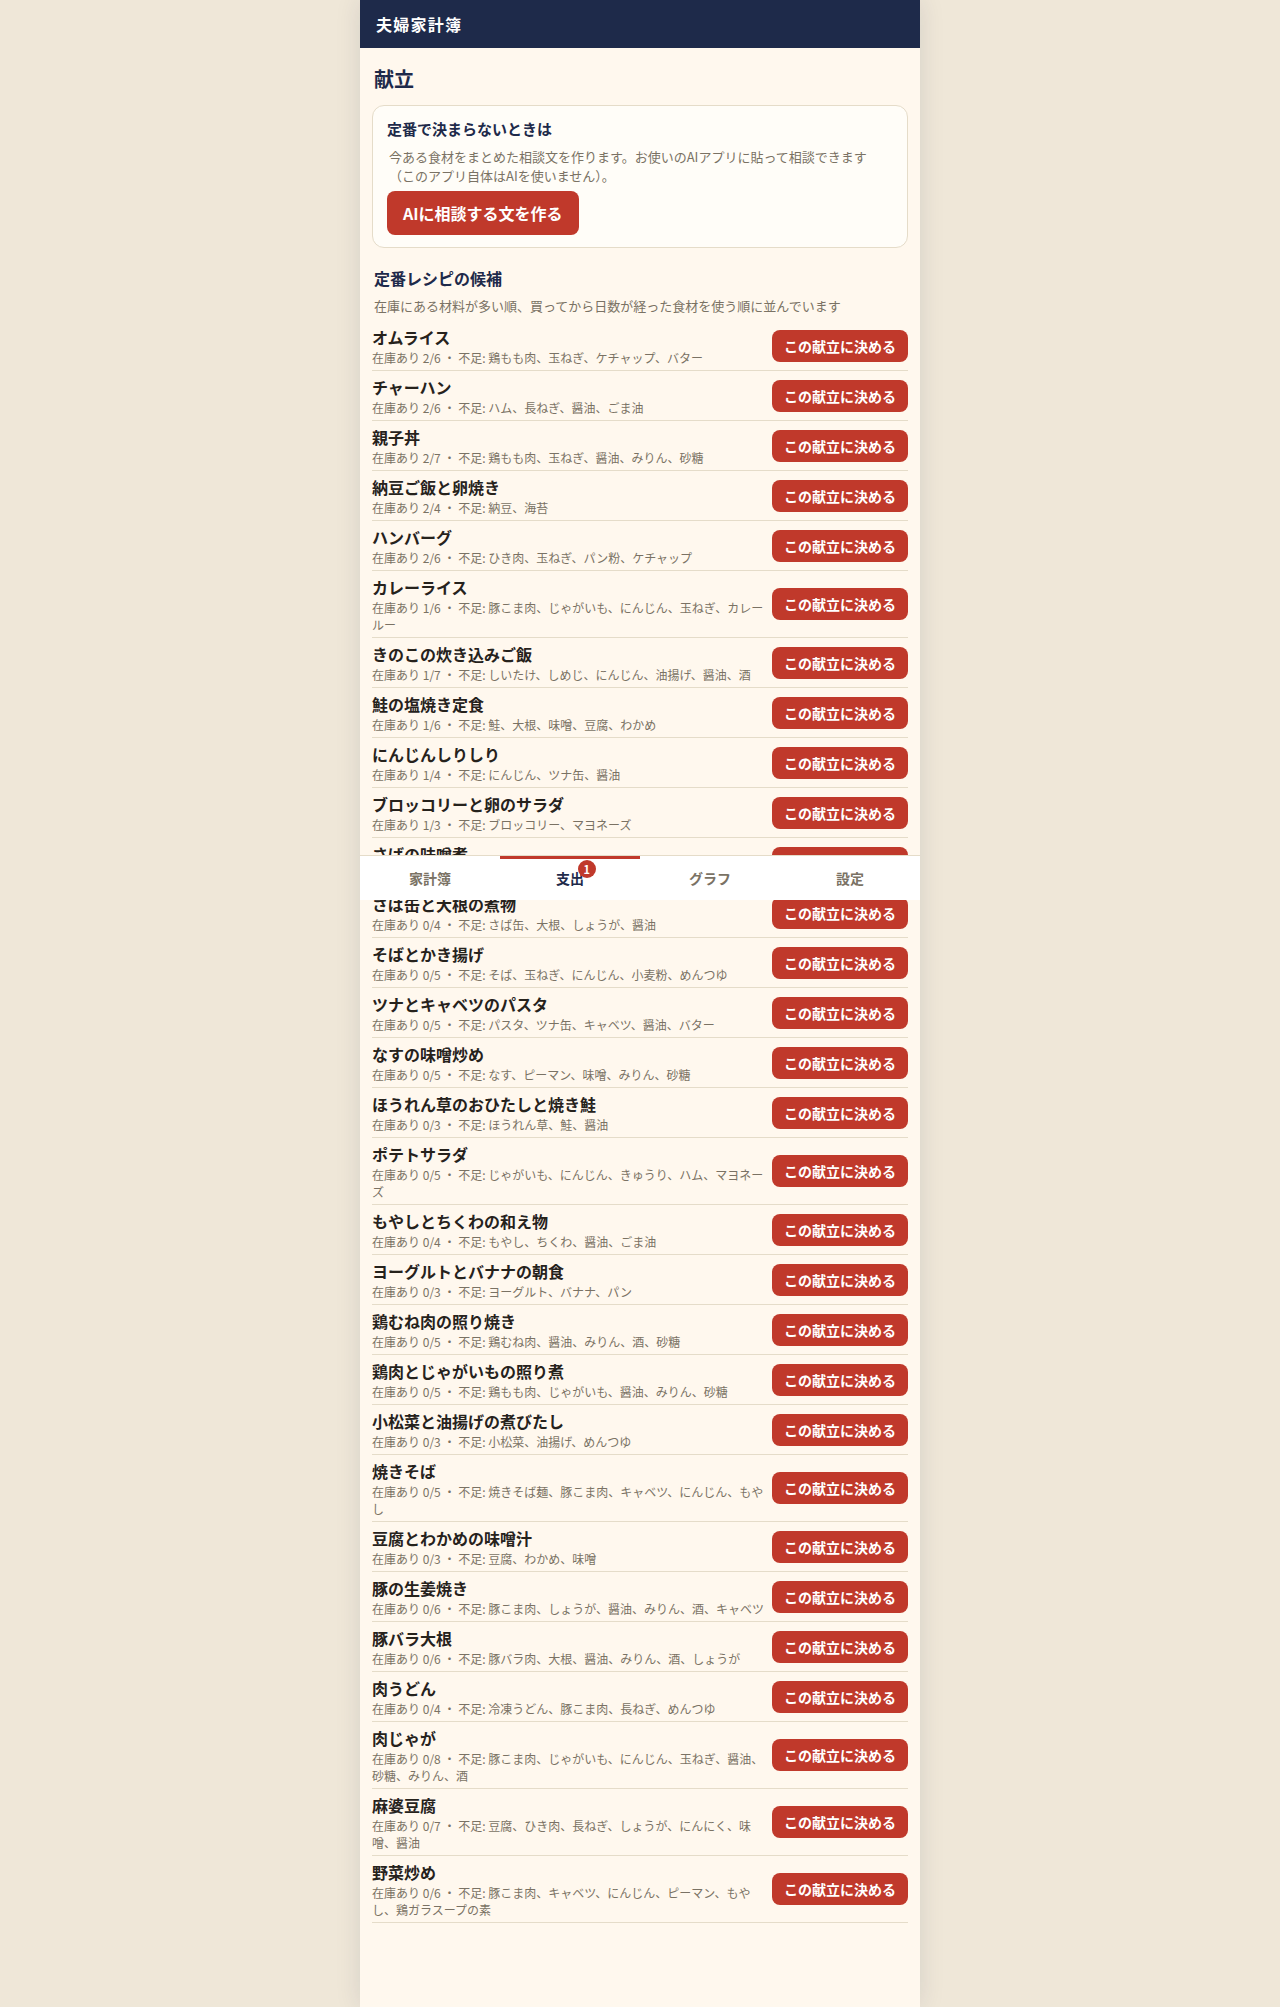 夫婦家計簿
献立
定番で決まらないときは
今ある食材をまとめた相談文を作ります。お使いのAIアプリに貼って相談できます
（このアプリ自体はAIを使いません）。
AIに相談する文を作る
定番レシピの候補
在庫にある材料が多い順、買ってから日数が経った食材を使う順に並んでいます
オムライス
在庫あり 2/6 ・ 不足: 鶏もも肉、玉ねぎ、ケチャップ、バター
この献立に決める
チャーハン
在庫あり 2/6 ・ 不足: ハム、長ねぎ、醤油、ごま油
この献立に決める
親子丼
在庫あり 2/7 ・ 不足: 鶏もも肉、玉ねぎ、醤油、みりん、砂糖
この献立に決める
納豆ご飯と卵焼き
在庫あり 2/4 ・ 不足: 納豆、海苔
この献立に決める
ハンバーグ
在庫あり 2/6 ・ 不足: ひき肉、玉ねぎ、パン粉、ケチャップ
この献立に決める
カレーライス
在庫あり 1/6 ・ 不足: 豚こま肉、じゃがいも、にんじん、玉ねぎ、カレー
ルー
この献立に決める
きのこの炊き込みご飯
在庫あり 1/7 ・ 不足: しいたけ、しめじ、にんじん、油揚げ、醤油、酒
この献立に決める
鮭の塩焼き定食
在庫あり 1/6 ・ 不足: 鮭、大根、味噌、豆腐、わかめ
この献立に決める
にんじんしりしり
在庫あり 1/4 ・ 不足: にんじん、ツナ缶、醤油
この献立に決める
ブロッコリーと卵のサラダ
在庫あり 1/3 ・ 不足: ブロッコリー、マヨネーズ
この献立に決める
さばの味噌煮
家計簿
支出
1
グラフ
設定
さば缶と大根の煮物
在庫あり 0/4 ・ 不足: さば缶、大根、しょうが、醤油
この献立に決める
そばとかき揚げ
在庫あり 0/5 ・ 不足: そば、玉ねぎ、にんじん、小麦粉、めんつゆ
この献立に決める
ツナとキャベツのパスタ
在庫あり 0/5 ・ 不足: パスタ、ツナ缶、キャベツ、醤油、バター
この献立に決める
なすの味噌炒め
在庫あり 0/5 ・ 不足: なす、ピーマン、味噌、みりん、砂糖
この献立に決める
ほうれん草のおひたしと焼き鮭
在庫あり 0/3 ・ 不足: ほうれん草、鮭、醤油
この献立に決める
ポテトサラダ
在庫あり 0/5 ・ 不足: じゃがいも、にんじん、きゅうり、ハム、マヨネー
ズ
この献立に決める
もやしとちくわの和え物
在庫あり 0/4 ・ 不足: もやし、ちくわ、醤油、ごま油
この献立に決める
ヨーグルトとバナナの朝食
在庫あり 0/3 ・ 不足: ヨーグルト、バナナ、パン
この献立に決める
鶏むね肉の照り焼き
在庫あり 0/5 ・ 不足: 鶏むね肉、醤油、みりん、酒、砂糖
この献立に決める
鶏肉とじゃがいもの照り煮
在庫あり 0/5 ・ 不足: 鶏もも肉、じゃがいも、醤油、みりん、砂糖
この献立に決める
小松菜と油揚げの煮びたし
在庫あり 0/3 ・ 不足: 小松菜、油揚げ、めんつゆ
この献立に決める
焼きそば
在庫あり 0/5 ・ 不足: 焼きそば麺、豚こま肉、キャベツ、にんじん、もや
し
この献立に決める
豆腐とわかめの味噌汁
在庫あり 0/3 ・ 不足: 豆腐、わかめ、味噌
この献立に決める
豚の生姜焼き
在庫あり 0/6 ・ 不足: 豚こま肉、しょうが、醤油、みりん、酒、キャベツ
この献立に決める
豚バラ大根
在庫あり 0/6 ・ 不足: 豚バラ肉、大根、醤油、みりん、酒、しょうが
この献立に決める
肉うどん
在庫あり 0/4 ・ 不足: 冷凍うどん、豚こま肉、長ねぎ、めんつゆ
この献立に決める
肉じゃが
在庫あり 0/8 ・ 不足: 豚こま肉、じゃがいも、にんじん、玉ねぎ、醤油、
砂糖、みりん、酒
この献立に決める
麻婆豆腐
在庫あり 0/7 ・ 不足: 豆腐、ひき肉、長ねぎ、しょうが、にんにく、味
噌、醤油
この献立に決める
野菜炒め
在庫あり 0/6 ・ 不足: 豚こま肉、キャベツ、にんじん、ピーマン、もや
し、鶏ガラスープの素
この献立に決める